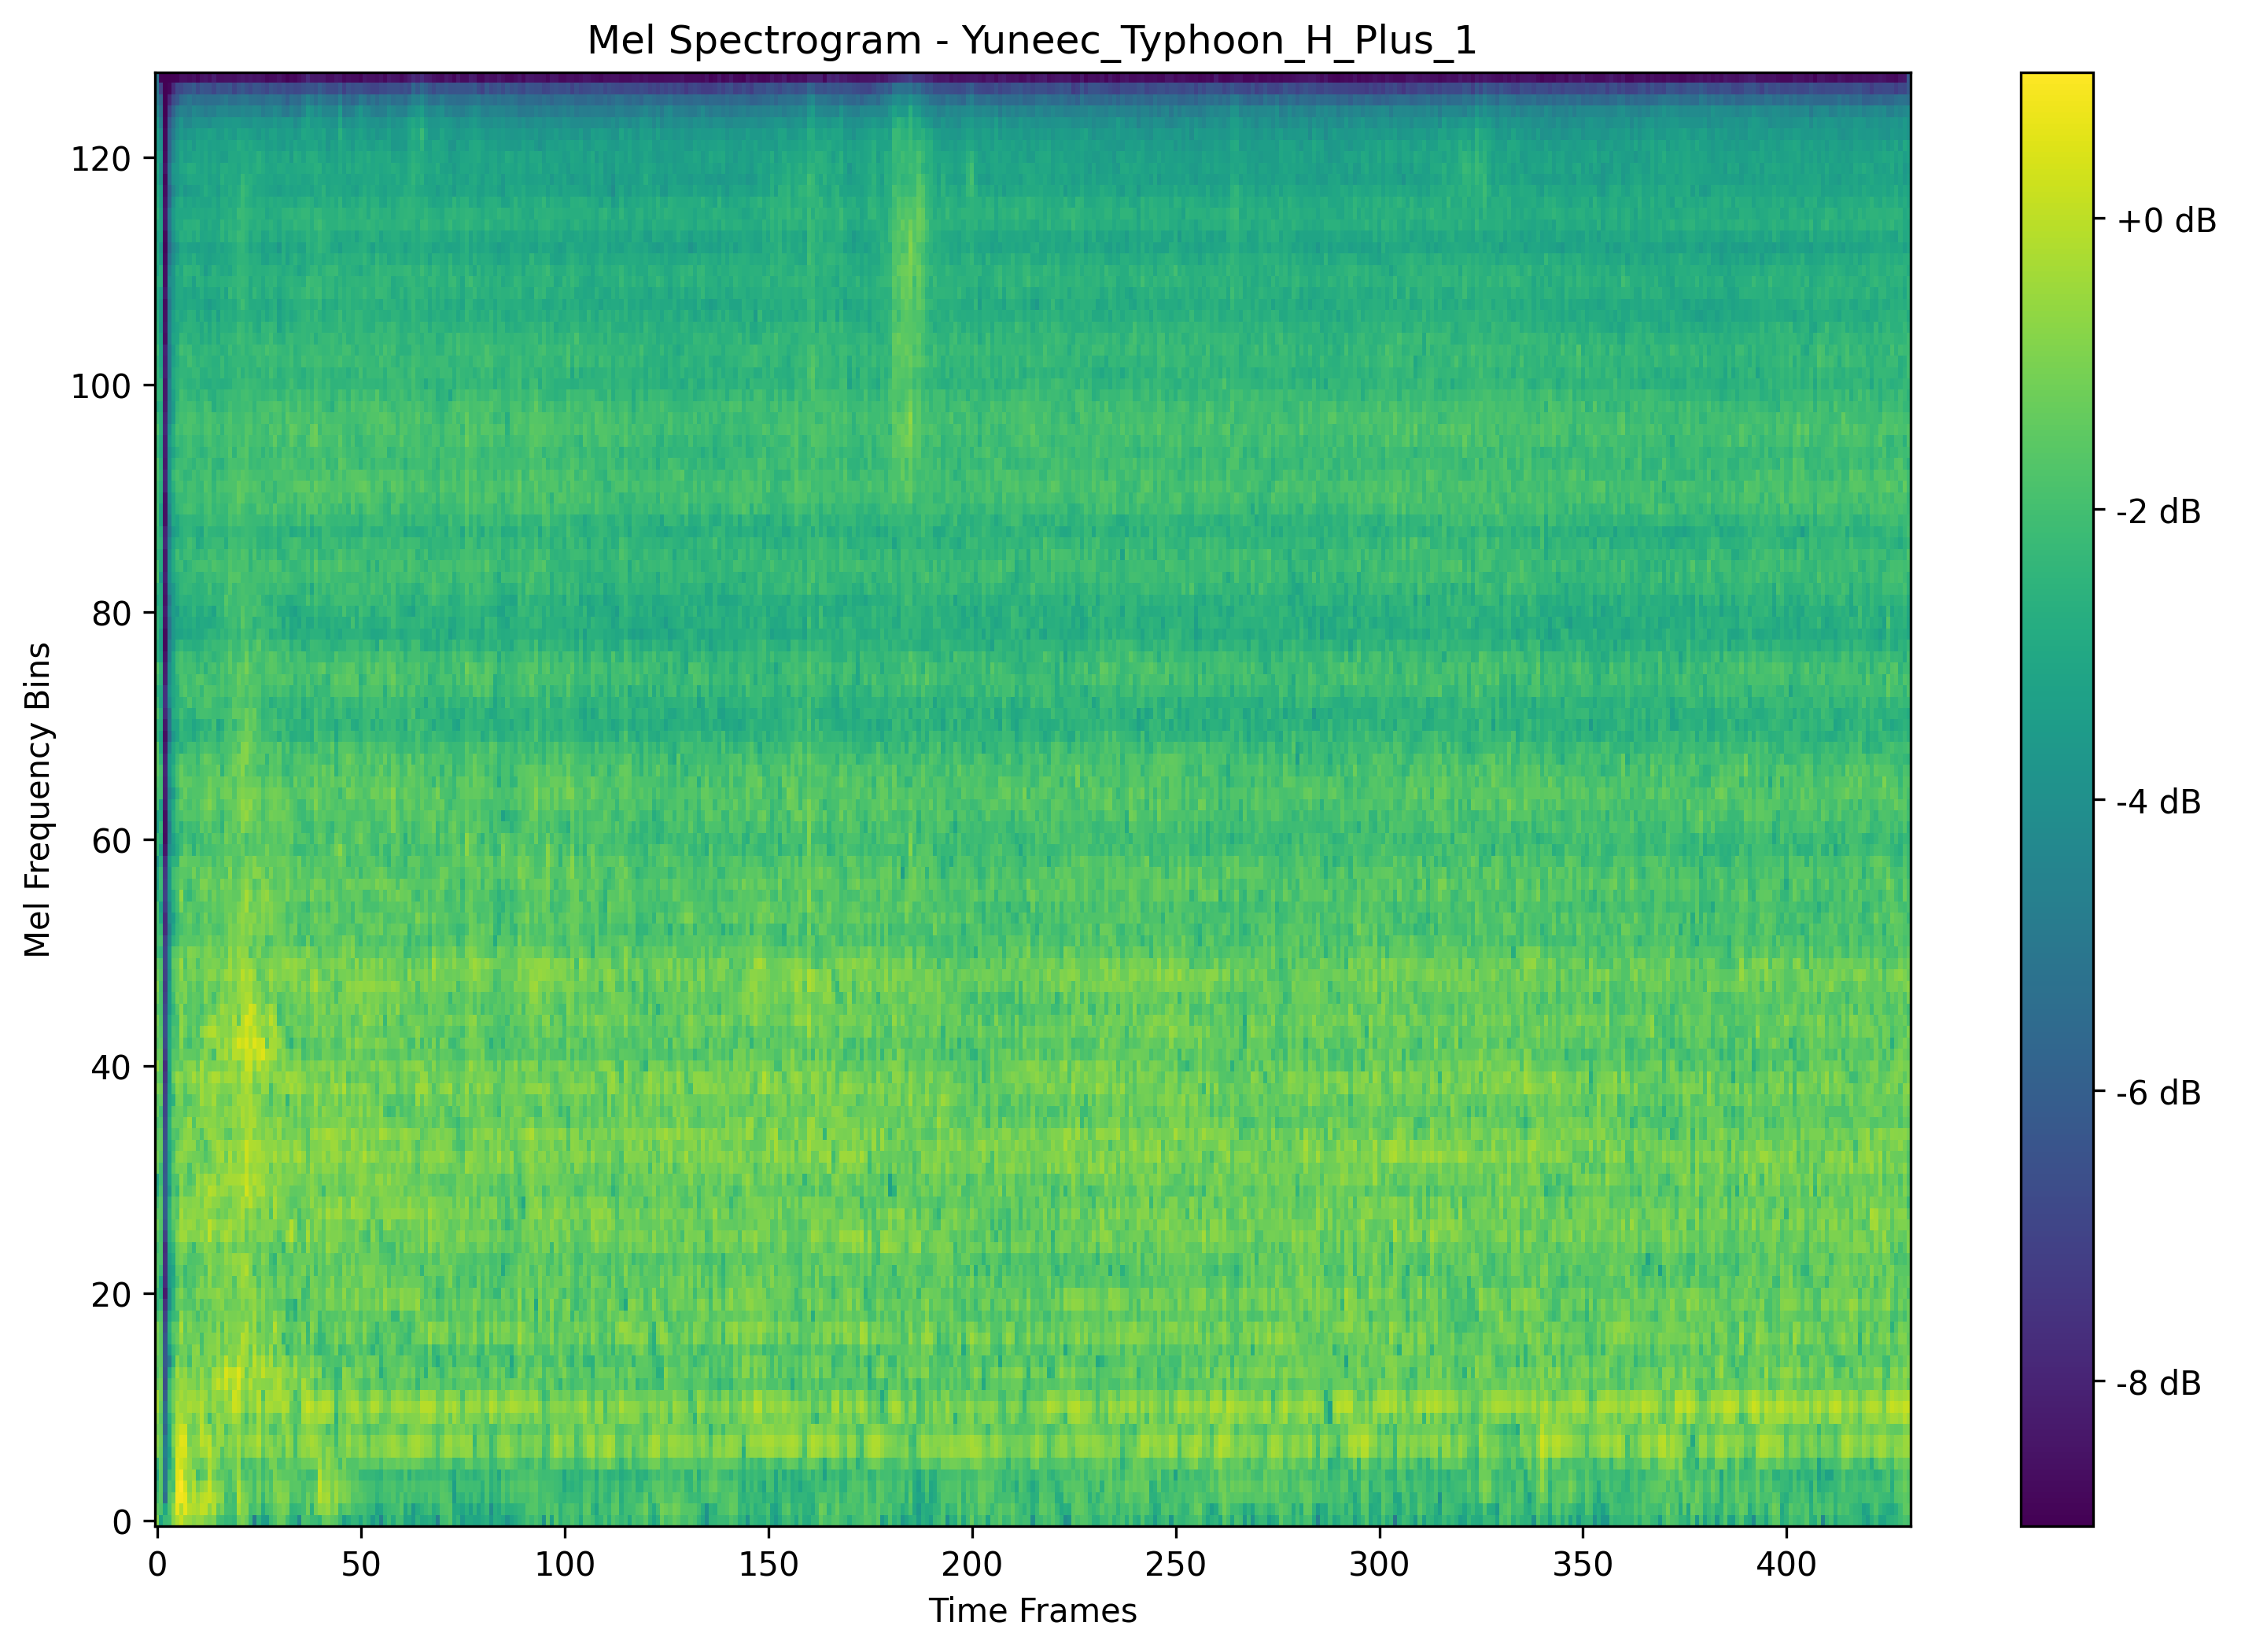 Mel Spectrogram - Yuneec_Typhoon_H_Plus_1
Mel Frequency Bins
120
100
80
60
40
20
0
0 50 100 150 200 250 300 350 400
Time Frames
+0 dB
-2 dB
-4 dB
-6 dB
-8 dB